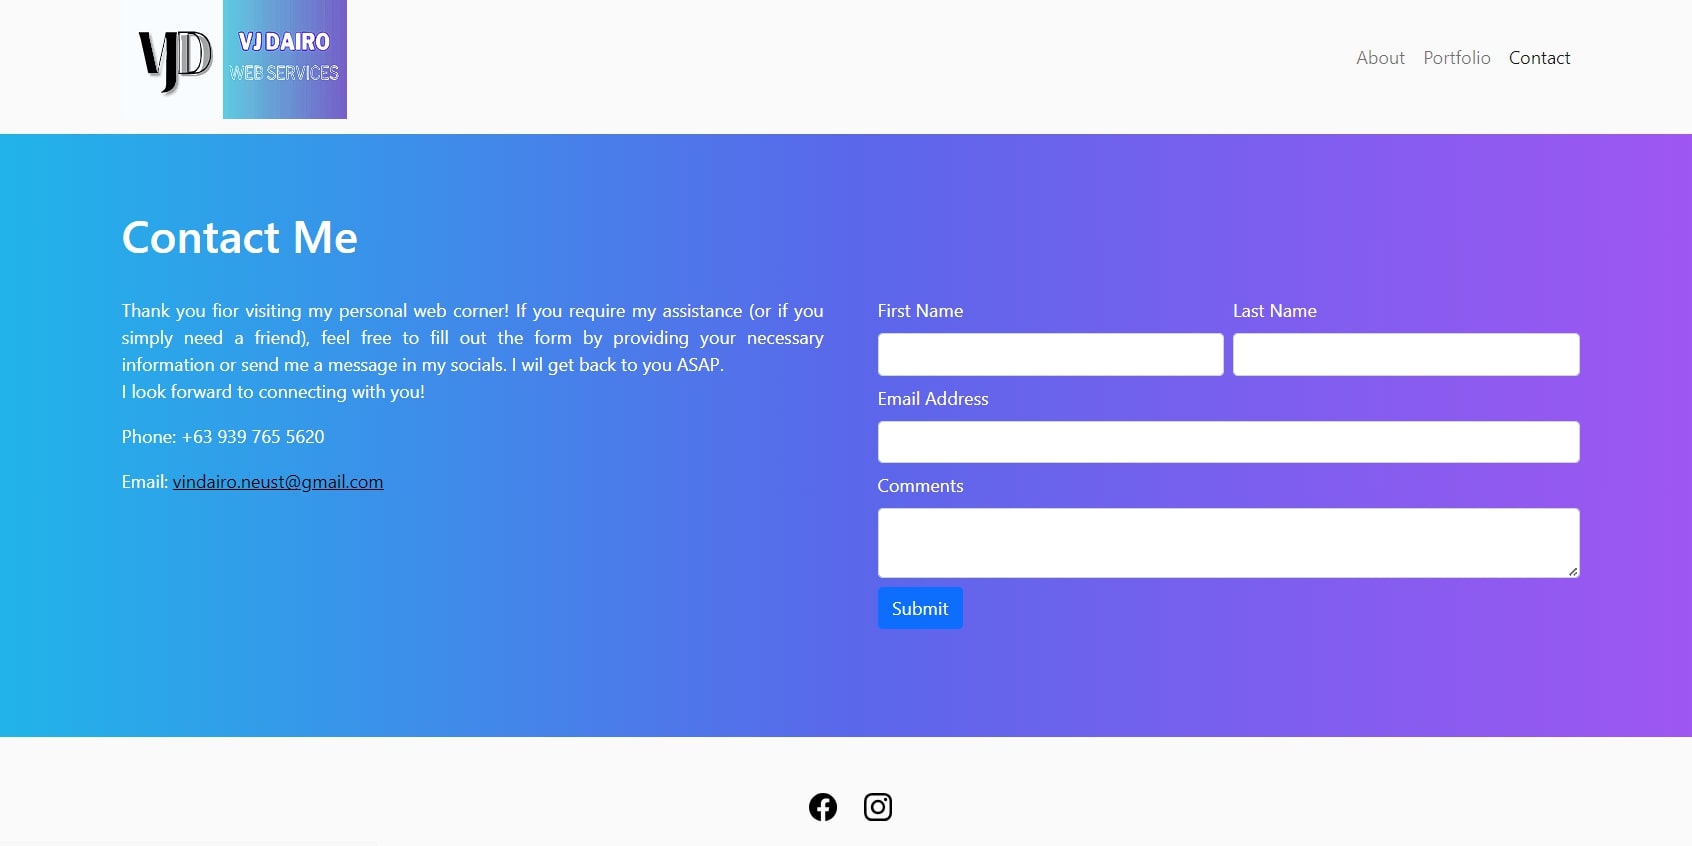 VJD
VJ DAIRO
WEB SERVICES
About
Portfolio
Contact
Contact Me
Thank you fior visiting my personal web corner! If you require my assistance (or if you
simply need a friend), feel free to fill out the form by providing your necessary
information or send me a message in my socials. I wil get back to you ASAP.
I look forward to connecting with you!
Phone: +63 939 765 5620
Email: vindairo.neust@gmail.com
First Name
Last Name
Email Address
Comments
Submit